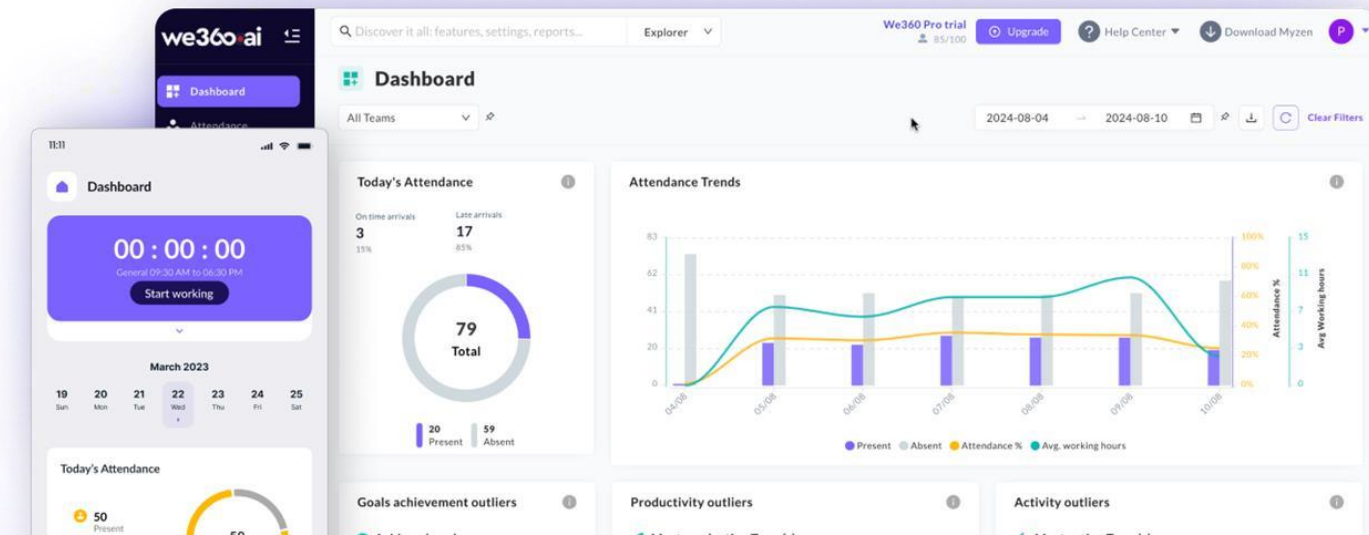 we360.ai
Discover it all: features, settings, reports...
Explorer
We360 Pro trial
85/100
Upgrade
Help Center
Download Myzen
P
Dashboard
Attendance
Dashboard
All Teams
2024-08-04 → 2024-08-10
Clear Filters
Today's Attendance
On time arrivals
Late arrivals
3
17
15%
85%
79
Total
20
Present
59
Absent
Attendance Trends
83
62
41
20
0
100%
80%
60%
40%
20%
0%
Attendance %
15
11
7
3
0
Avg Working hours
04/08
05/08
06/08
07/08
08/08
09/08
10/08
Present
Absent
Attendance %
Avg. working hours
Goals achievement outliers
Productivity outliers
Activity outliers
11:11
Dashboard
00 : 00 : 00
General 09:30 AM to 06:30 PM
Start working
March 2023
19 20 21 22 23 24 25
Sun Mon Tue Wed Thu Fri Sat
Today's Attendance
50
Present